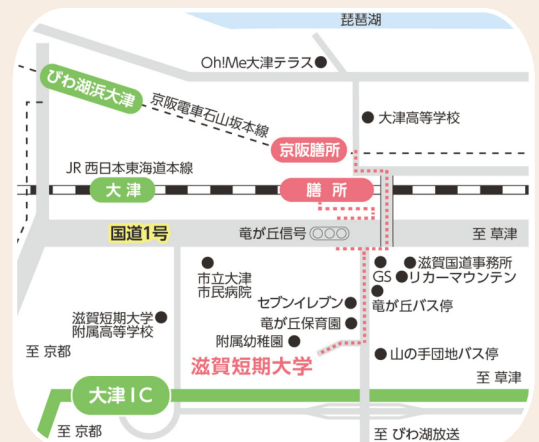 琵琶湖
Oh!Me大津テラス
びわ湖浜大津
京阪電車石山坂本線
大津高等学校
京阪膳所
JR西日本東海道本線
大津
膳所
国道1号
竜が丘信号
至 草津
市立大津
市民病院
滋賀国道事務所
GS
リカーマウンテン
竜が丘バス停
セブンイレブン
滋賀短期大学
附属高等学校
竜が丘保育園
附属幼稚園
至 京都
滋賀短期大学
山の手団地バス停
至 草津
大津IC
至 京都
至 びわ湖放送